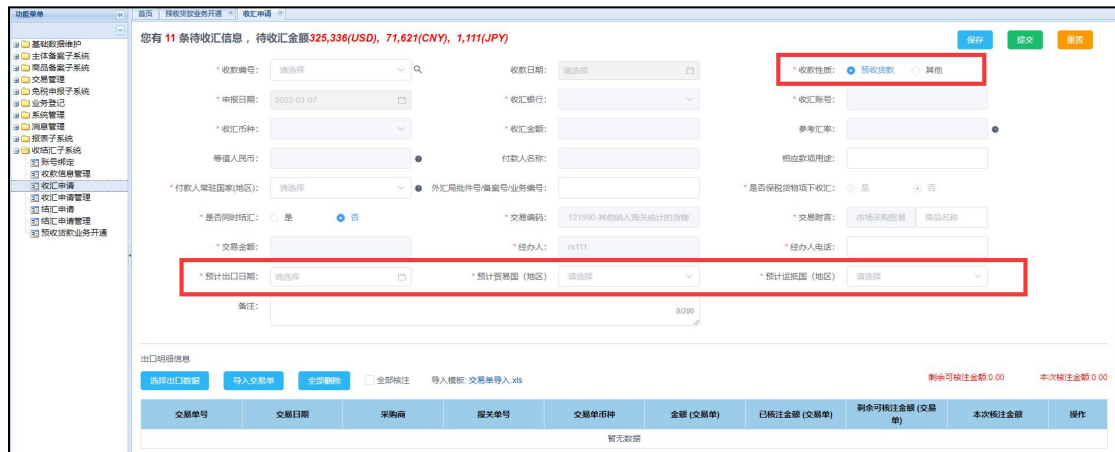 功能菜单
首页 预收货款业务开通 收汇申请
基础数据维护
主体备案子系统
商品备案子系统
交易管理
免税申报子系统
业务登记
系统管理
消息管理
报表子系统
收结汇子系统
账号绑定
收款信息管理
收汇申请
收汇申请管理
结汇申请
结汇申请管理
预收货款业务开通
您有 11 条待收汇信息，待收汇金额325,336(USD), 71,621(CNY), 1,111(JPY)
保存 提交 重置
* 收款编号: 请选择 收款日期: 请选择 * 收款性质: 预收货款 其他
* 申报日期: 2022-01-07 * 收汇银行: * 收汇账号:
* 收汇币种: * 收汇金额: 参考汇率:
等值人民币: 付款人名称: 相应款项用途:
* 付款人常驻国家(地区): 请选择 外汇局批件号/备案号/业务编号: * 是否保税货物项下收汇: 是 否
* 是否同时结汇: 是 否 * 交易编码: 121990-其他纳入海关统计的货物 * 交易附言: 市场采购贸易 商品名称
* 交易金额: * 经办人: rx111 * 经办人电话:
* 预计出口日期: 请选择 * 预计贸易国（地区） 请选择 * 预计运抵国（地区） 请选择
备注:
0/200
出口明细信息
选择出口数据 导入交易单 全部删除 全部核注 导入模板: 交易单导入.xls 剩余可核注金额:0.00 本次核注金额:0.00
交易单号 交易日期 采购商 报关单号 交易单币种 金额 (交易单) 已核注金额 (交易单) 剩余可核注金额 (交易单) 本次核注金额 操作
暂无数据